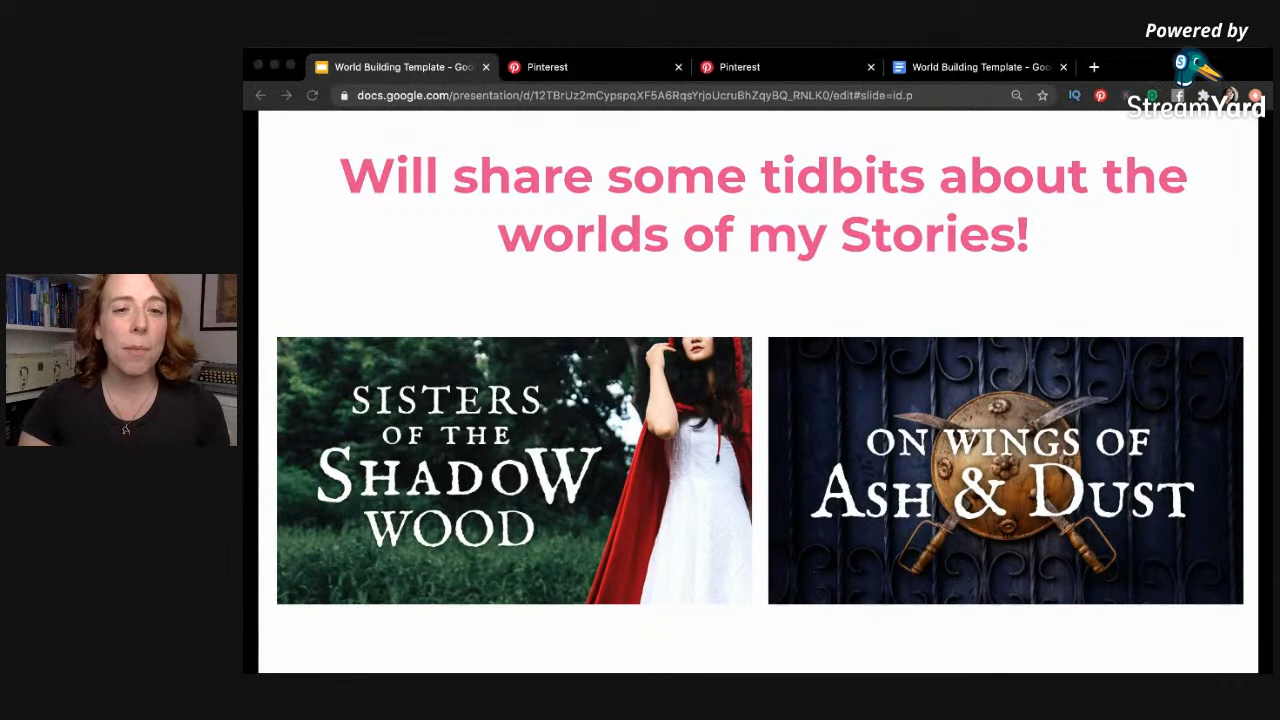 Powered by
StreamYard
World Building Template - Goo
Pinterest
Pinterest
World Building Template - Goo
docs.google.com/presentation/d/12TBrUz2mCypspqXF5A6RqsYrjoUcruBhZqyBQ_RNLK0/edit#slide=id.p
Will share some tidbits about the
worlds of my Stories!
SISTERS
OF THE
SHADOW
WOOD
ON WINGS OF
ASH & DUST